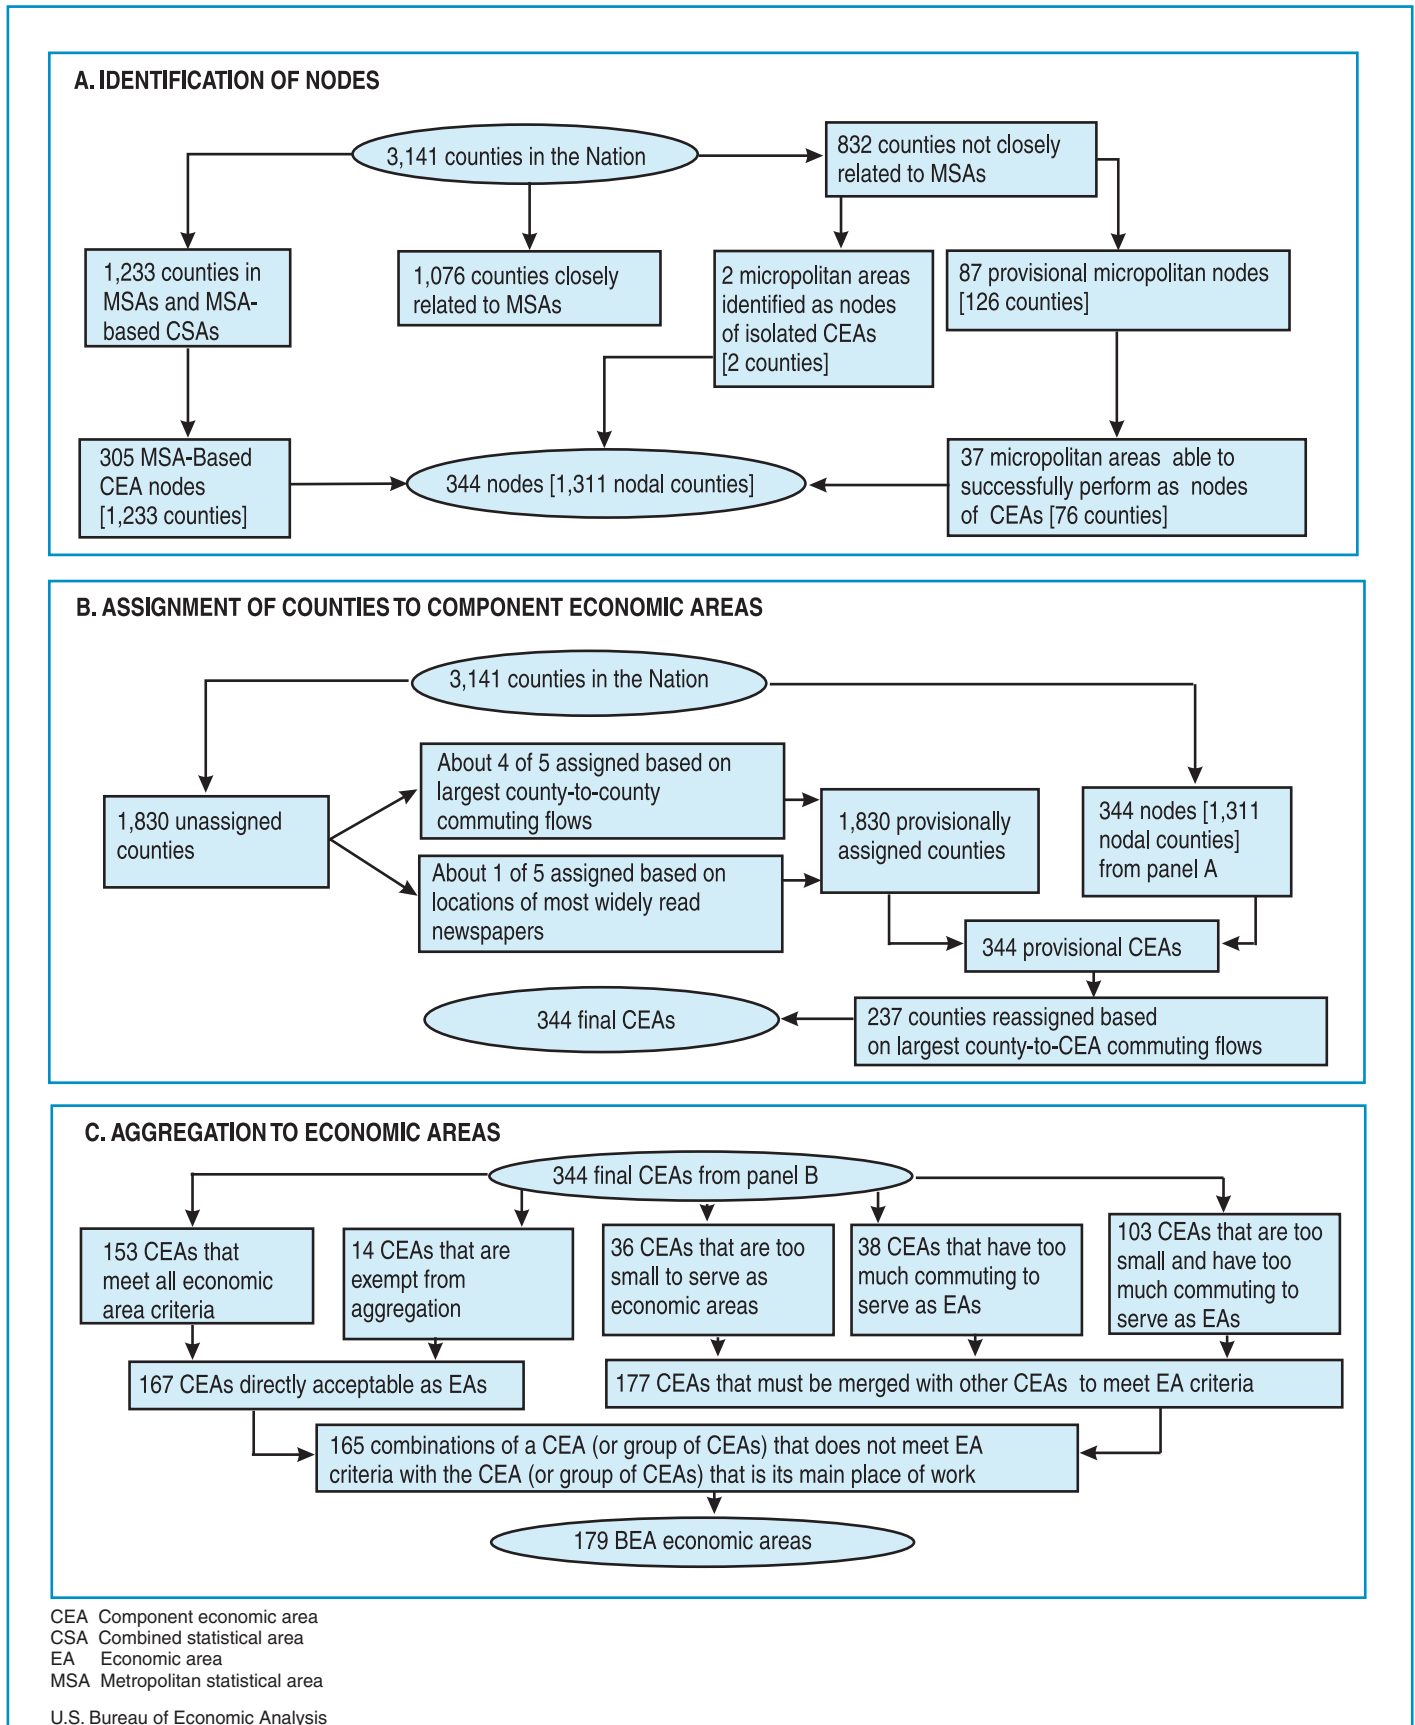 A. IDENTIFICATION OF NODES
3,141 counties in the Nation
832 counties not closely
related to MSAs
1,233 counties in
MSAs and MSA-
based CSAs
1,076 counties closely
related to MSAs
2 micropolitan areas
identified as nodes
of isolated CEAs
[2 counties]
87 provisional micropolitan nodes
[126 counties]
305 MSA-Based
CEA nodes
[1,233 counties]
344 nodes [1,311 nodal counties]
37 micropolitan areas able to
successfully perform as nodes
of CEAs [76 counties]
B. ASSIGNMENT OF COUNTIES TO COMPONENT ECONOMIC AREAS
3,141 counties in the Nation
1,830 unassigned
counties
About 4 of 5 assigned based on
largest county-to-county
commuting flows
About 1 of 5 assigned based on
locations of most widely read
newspapers
1,830 provisionally
assigned counties
344 nodes [1,311
nodal counties]
from panel A
344 provisional CEAs
344 final CEAs
237 counties reassigned based
on largest county-to-CEA commuting flows
C. AGGREGATION TO ECONOMIC AREAS
344 final CEAs from panel B
153 CEAs that
meet all economic
area criteria
14 CEAs that are
exempt from
aggregation
36 CEAs that are too
small to serve as
economic areas
38 CEAs that have too
much commuting to
serve as EAs
103 CEAs that are too
small and have too
much commuting to
serve as EAs
167 CEAs directly acceptable as EAs
177 CEAs that must be merged with other CEAs to meet EA criteria
165 combinations of a CEA (or group of CEAs) that does not meet EA
criteria with the CEA (or group of CEAs) that is its main place of work
179 BEA economic areas
CEA Component economic area
CSA Combined statistical area
EA Economic area
MSA Metropolitan statistical area
U.S. Bureau of Economic Analysis